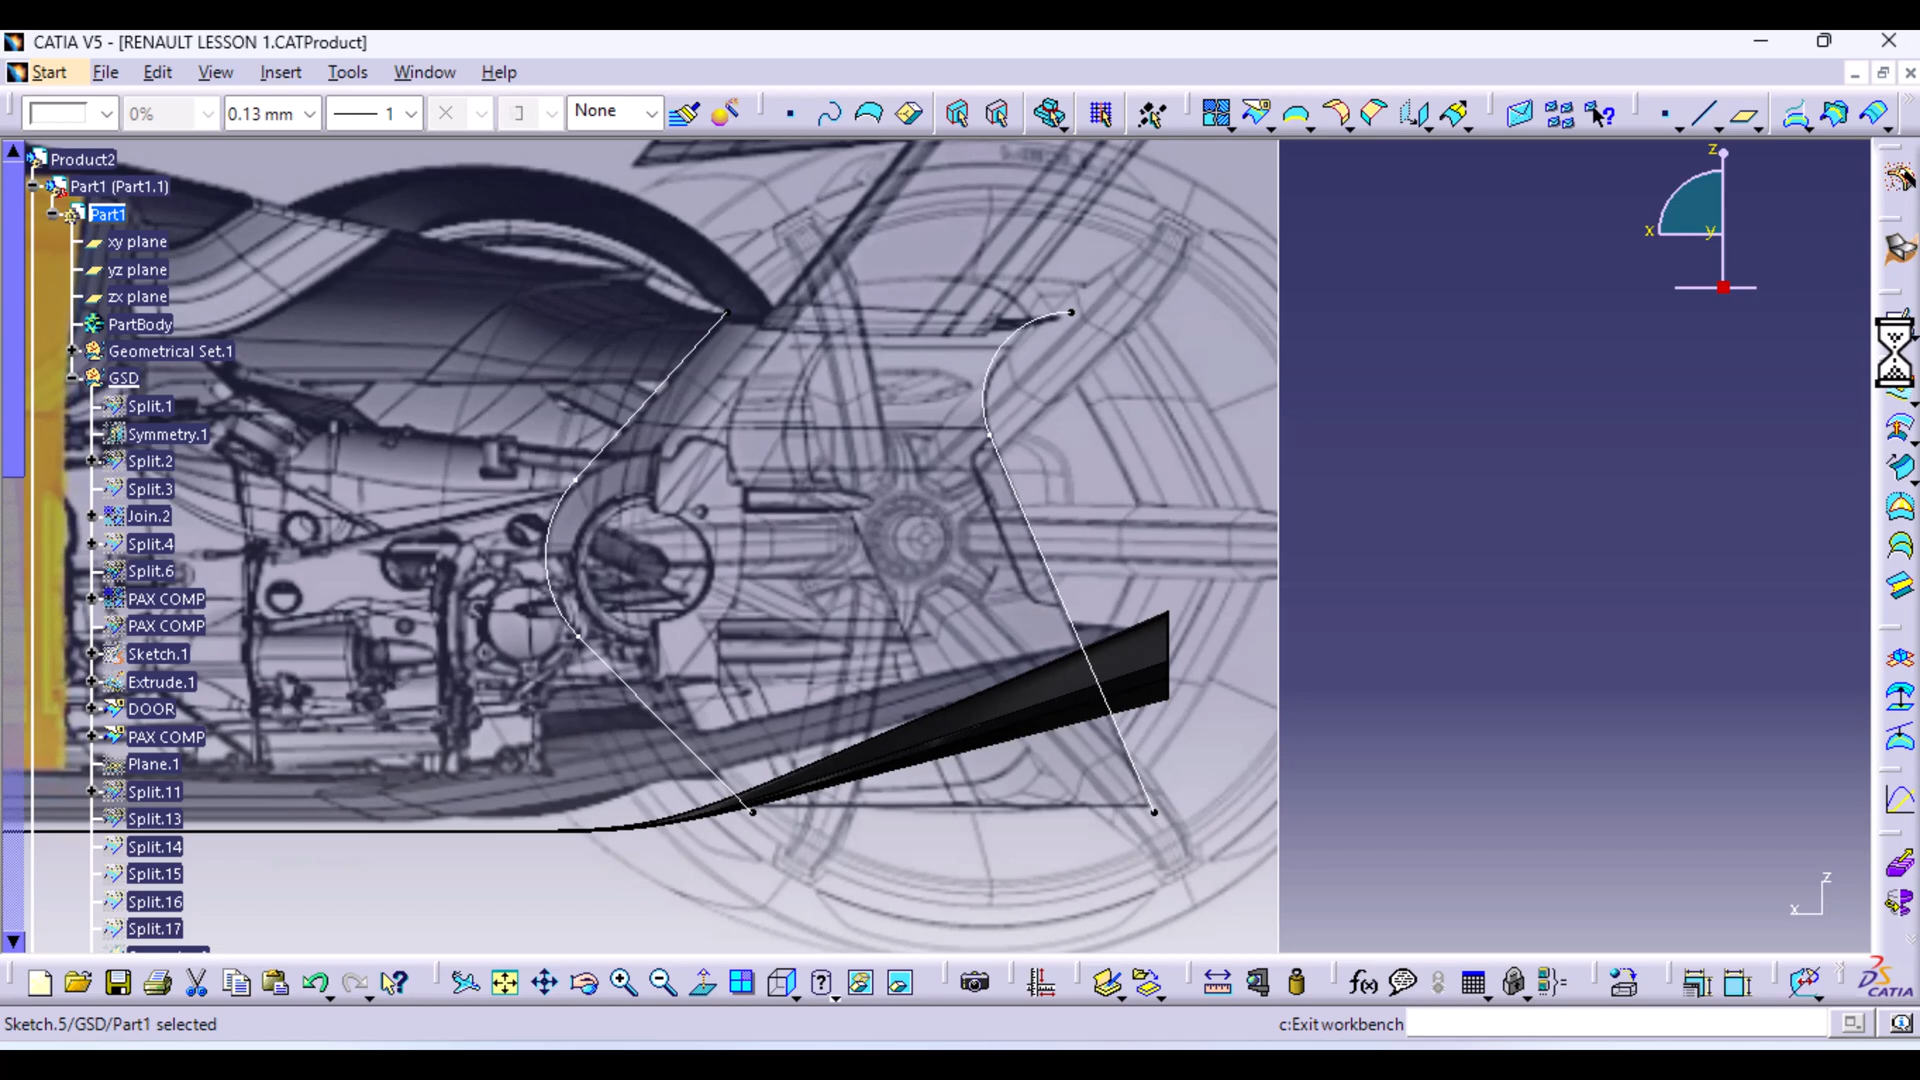 CATIA V5 - [RENAULT LESSON 1.CATProduct]
Start File Edit View Insert Tools Window Help
0% 0.13 mm 1 None
Product2
Part1 (Part1.1)
Part1
xy plane
yz plane
zx plane
PartBody
Geometrical Set.1
GSD
Split.1
Symmetry.1
Split.2
Split.3
Join.2
Split.4
Split.6
PAX COMP
PAX COMP
Sketch.1
Extrude.1
DOOR
PAX COMP
Plane.1
Split.11
Split.13
Split.14
Split.15
Split.16
Split.17
z
x y
z
x
f(x)
CATIA
Sketch.5/GSD/Part1 selected
c:Exit workbench